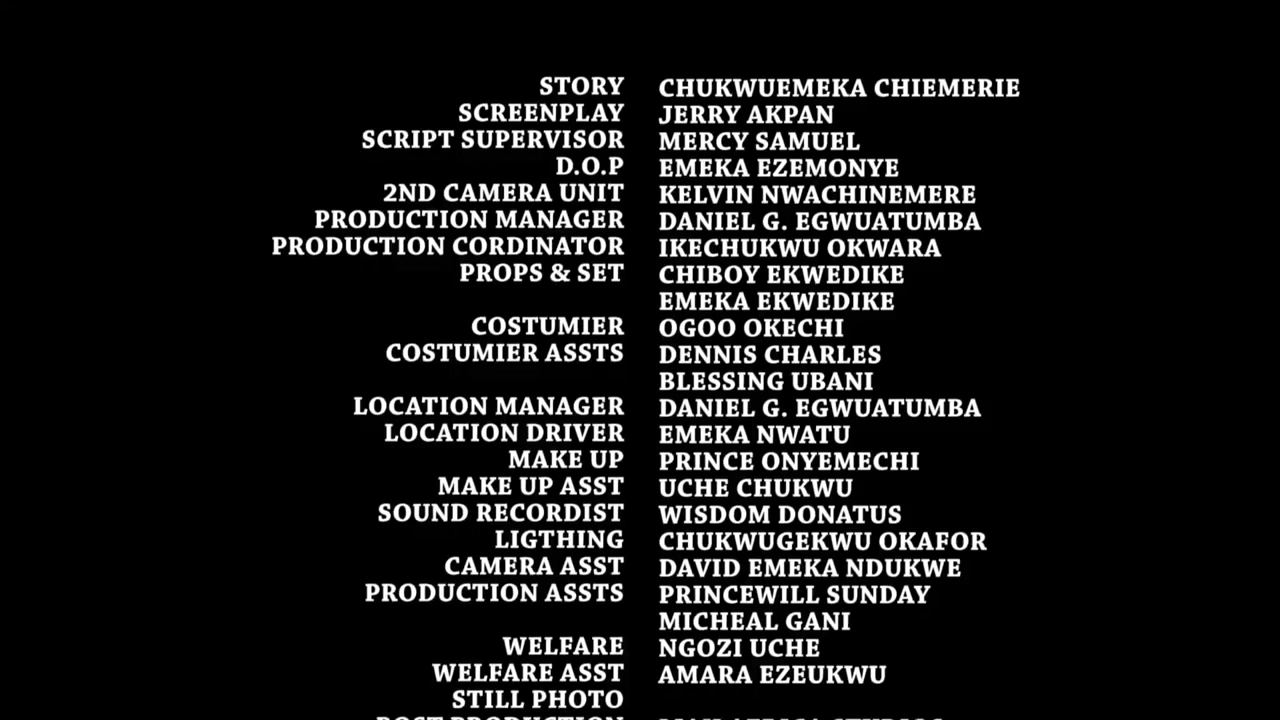 STORY CHUKWUEMEKA CHIEMERIE
SCREENPLAY JERRY AKPAN
SCRIPT SUPERVISOR MERCY SAMUEL
D.O.P EMEKA EZEMONYE
2ND CAMERA UNIT KELVIN NWACHINEMERE
PRODUCTION MANAGER DANIEL G. EGWUATUMBA
PRODUCTION CORDINATOR IKECHUKWU OKWARA
PROPS & SET CHIBOY EKWEDIKE
EMEKA EKWEDIKE
COSTUMIER OGOO OKECHI
COSTUMIER ASSTS DENNIS CHARLES
BLESSING UBANI
LOCATION MANAGER DANIEL G. EGWUATUMBA
LOCATION DRIVER EMEKA NWATU
MAKE UP PRINCE ONYEMECHI
MAKE UP ASST UCHE CHUKWU
SOUND RECORDIST WISDOM DONATUS
LIGTHING CHUKWUGEKWU OKAFOR
CAMERA ASST DAVID EMEKA NDUKWE
PRODUCTION ASSTS PRINCEWILL SUNDAY
MICHEAL GANI
WELFARE NGOZI UCHE
WELFARE ASST AMARA EZEUKWU
STILL PHOTO
POST PRODUCTION